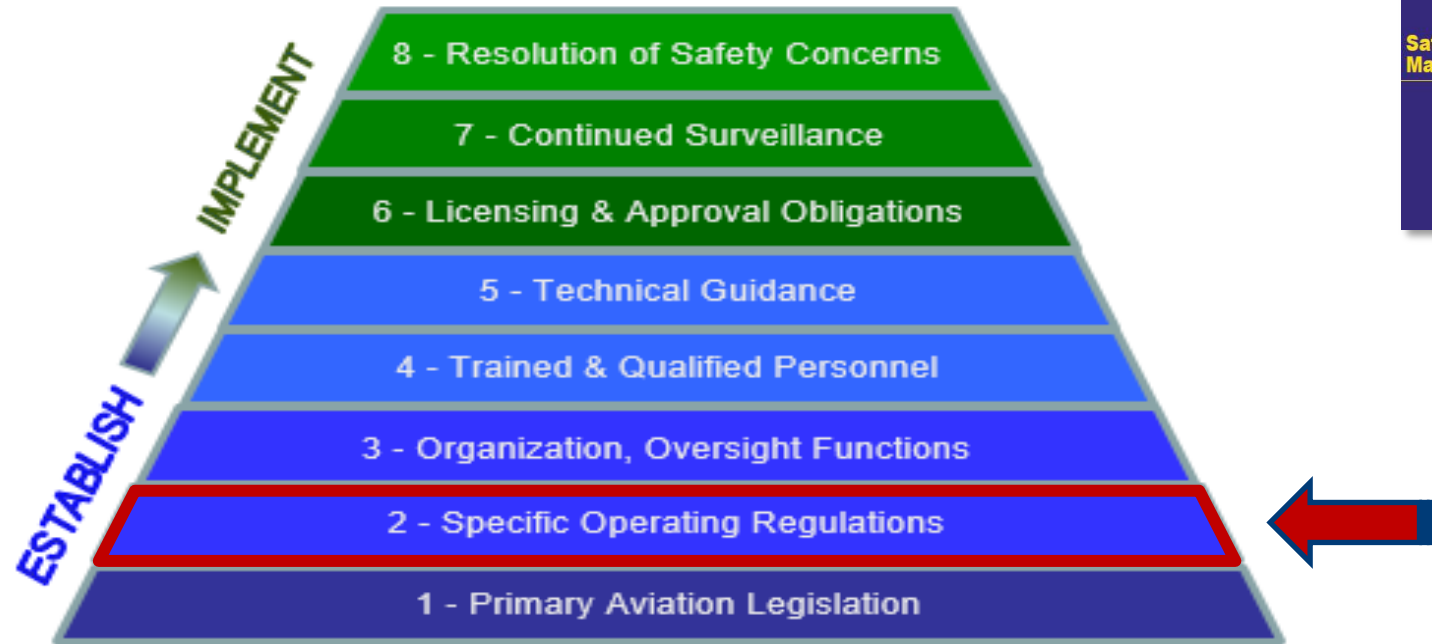 8 - Resolution of Safety Concerns
7 - Continued Surveillance
6 - Licensing & Approval Obligations
5 - Technical Guidance
4 - Trained & Qualified Personnel
3 - Organization, Oversight Functions
2 - Specific Operating Regulations
1 - Primary Aviation Legislation
IMPLEMENT
ESTABLISH